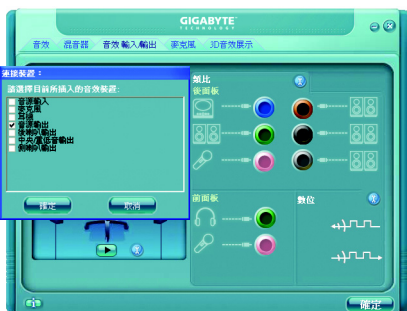 GIGABYTE
TECHNOLOGY
音效 混音器 音效輸入/輸出 麥克風 3D音效展示
連接裝置：
請選擇目前所插入的音效裝置:
音源輸入
麥克風
耳機
音源輸出
後喇叭輸出
中央/重低音輸出
側喇叭輸出
確定 取消
類比
後面板
前面板
數位
確定